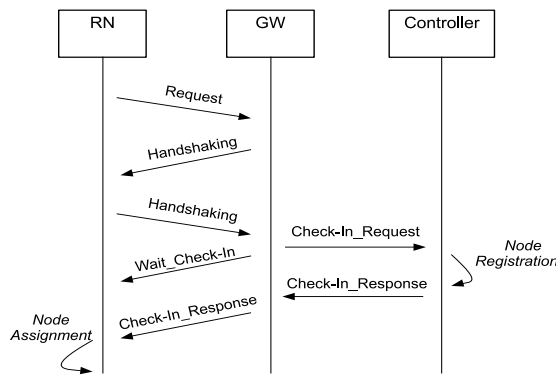 RN
GW
Controller
Request
Handshaking
Handshaking
Check-In_Request
Wait_Check-In
Node
Registration
Check-In_Response
Check-In_Response
Node
Assignment